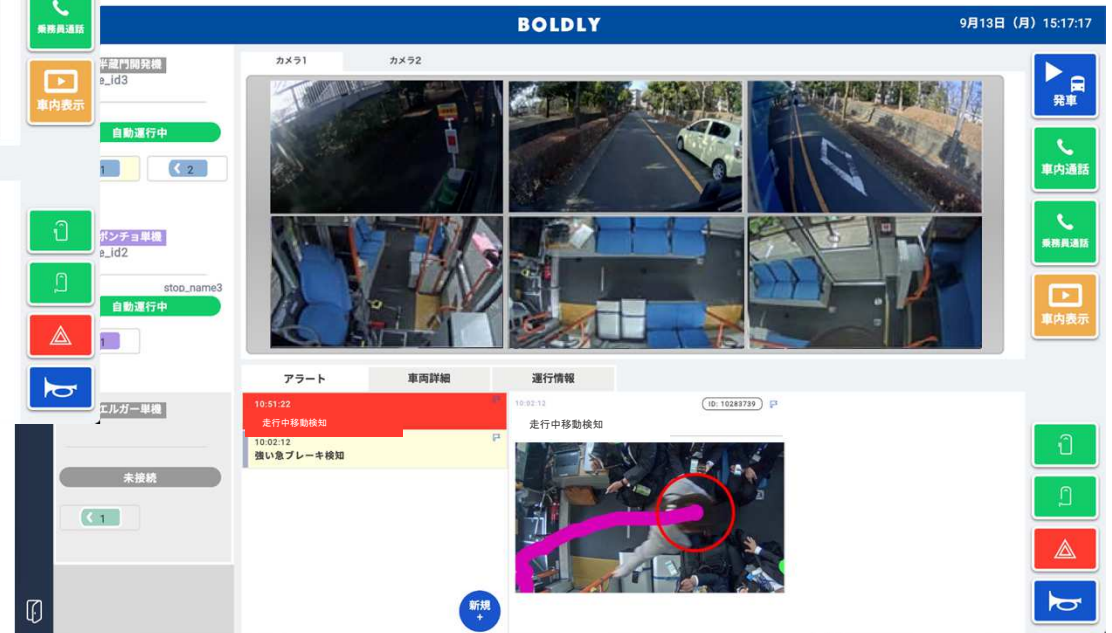 BOLDLY
9月13日（月）15:17:17
乗務員通話
車内表示
半蔵門開発機
e_id3
自動運行中
1
2
ポンチョ単機
e_id2
stop_name3
自動運行中
1
エルガー単機
未接続
1
カメラ1
カメラ2
アラート
車両詳細
運行情報
10:51:22
走行中移動検知
10:02:12
強い急ブレーキ検知
新規
+
10:02:12
ID: 10283739
走行中移動検知
発車
車内通話
乗務員通話
車内表示